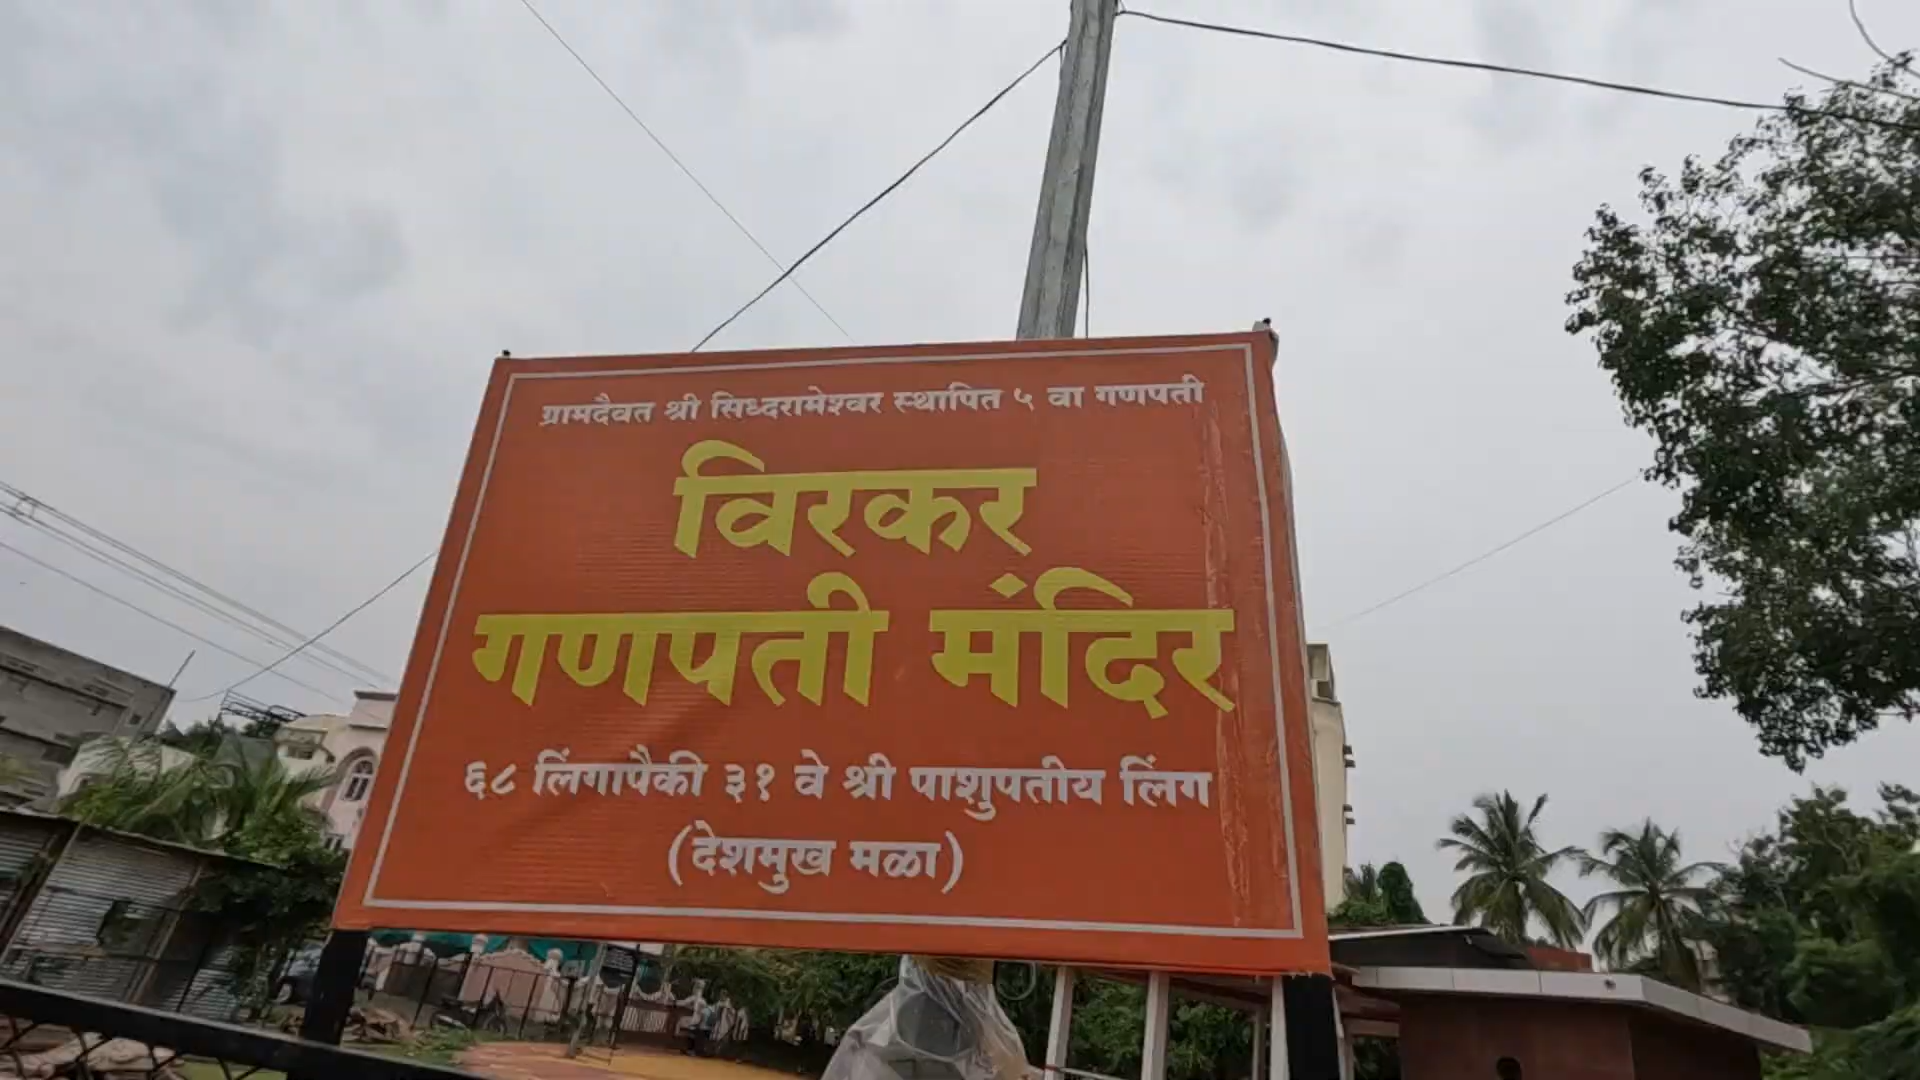 ग्रामदैवत श्री सिध्दरामेश्वर स्थापित ५ वा गणपती
विरकर
गणपती मंदिर
६८ लिंगापैकी ३१ वे श्री पाशुपतीय लिंग
(देशमुख मळा)